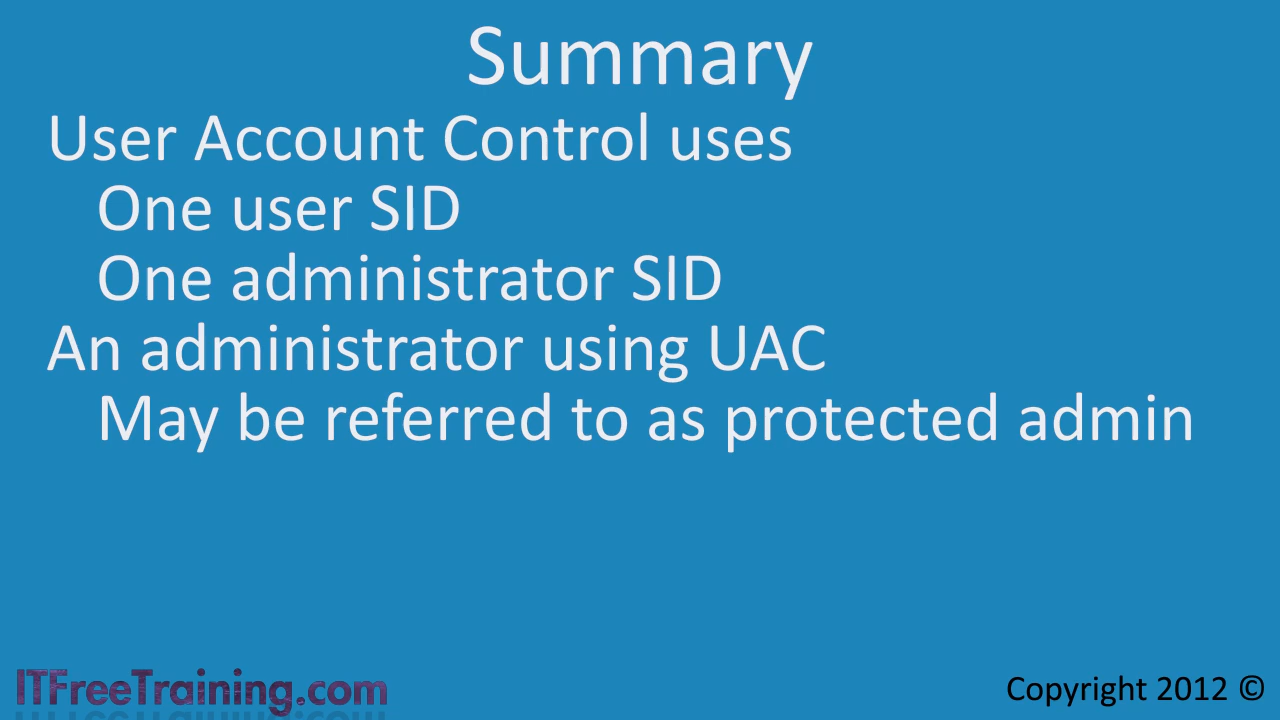 Summary
User Account Control uses
One user SID
One administrator SID
An administrator using UAC
May be referred to as protected admin
ITFreeTraining.com
Copyright 2012 ©